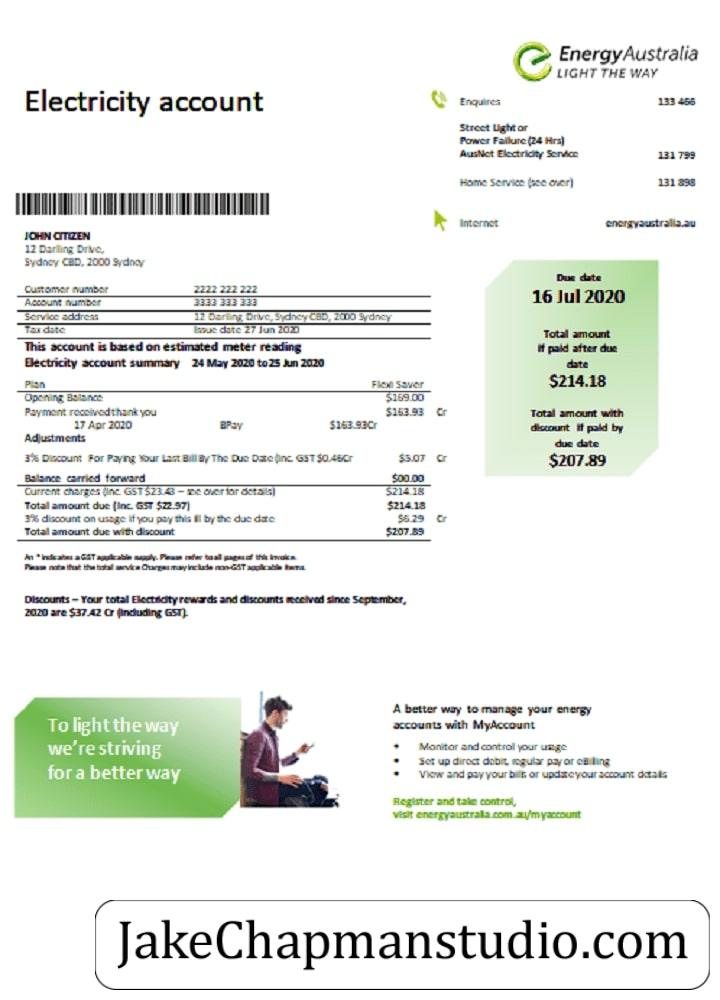 EnergyAustralia
LIGHT THE WAY
Electricity account
Enquires 133 466
Street Light or
Power Failure (24 Hrs)
AusNet Electricity Service 131 799
Home Service (see over) 131 898
Internet energyaustralia.au
JOHN CITIZEN
12 Darling Drive,
Sydney CBD, 2000 Sydney
Customer number 2222 222 222
Account number 3333 333 333
Service address 12 Darling Drive, Sydney CBD, 2000 Sydney
Tax date Issue date 27 Jun 2020
This account is based on estimated meter reading
Electricity account summary 24 May 2020 to 25 Jun 2020
Due date
16 Jul 2020
Total amount
if paid after due
date
$214.18
Total amount with
discount if paid by
due date
$207.89
Plan Flexi Saver
Opening Balance $169.00
Payment received thank you $163.93 Cr
17 Apr 2020 BPay $163.93Cr
Adjustments
3% Discount For Paying Your Last Bill By The Due Date (inc. GST $0.46Cr $5.07 Cr
Balance carried forward $00.00
Current charges (inc. GST $23.43 – see over for details) $214.18
Total amount due (Inc. GST $22.97) $214.18
3% discount on usage if you pay this ill by the due date $6.29 Cr
Total amount due with discount $207.89
An * indicates a GST applicable supply. Please refer to all pages of this invoice.
Please note that the total service Charges may include non-GST applicable items.
Discounts – Your total Electricity rewards and discounts received since September,
2020 are $37.42 Cr (including GST).
To light the way
we're striving
for a better way
A better way to manage your energy
accounts with MyAccount
• Monitor and control your usage
• Set up direct debit, regular pay or eBilling
• View and pay your bills or update your account details
Register and take control,
visit energyaustralia.com.au/myaccount
JakeChapmanstudio.com